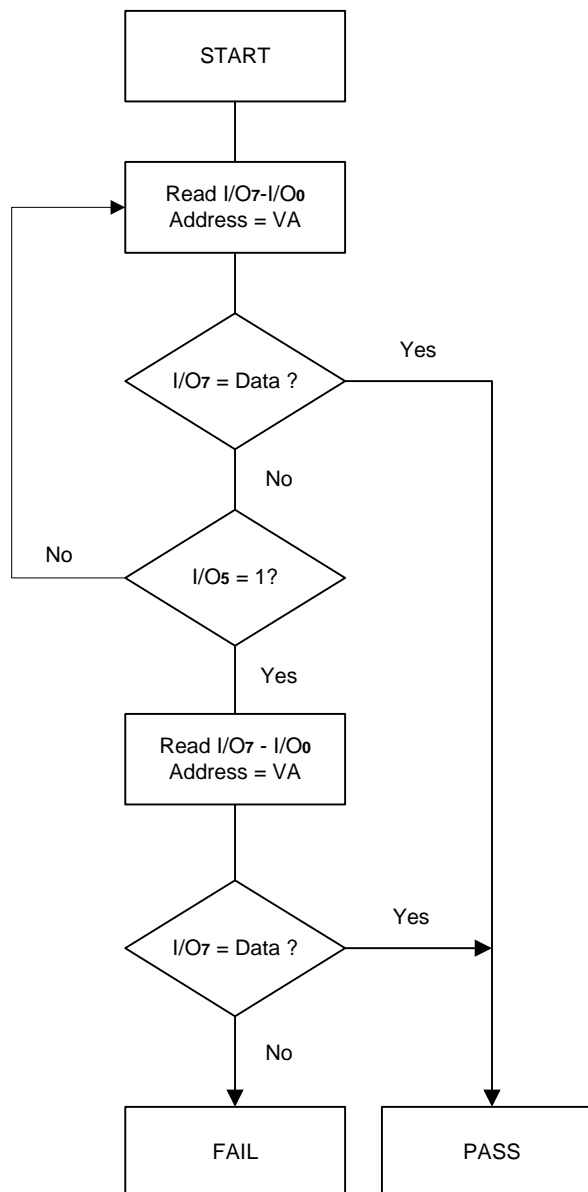 START
Read I/O7-I/O0
Address = VA
Yes
I/O7 = Data ?
No
No
I/O5 = 1?
Yes
Read I/O7 - I/O0
Address = VA
Yes
I/O7 = Data ?
No
FAIL
PASS